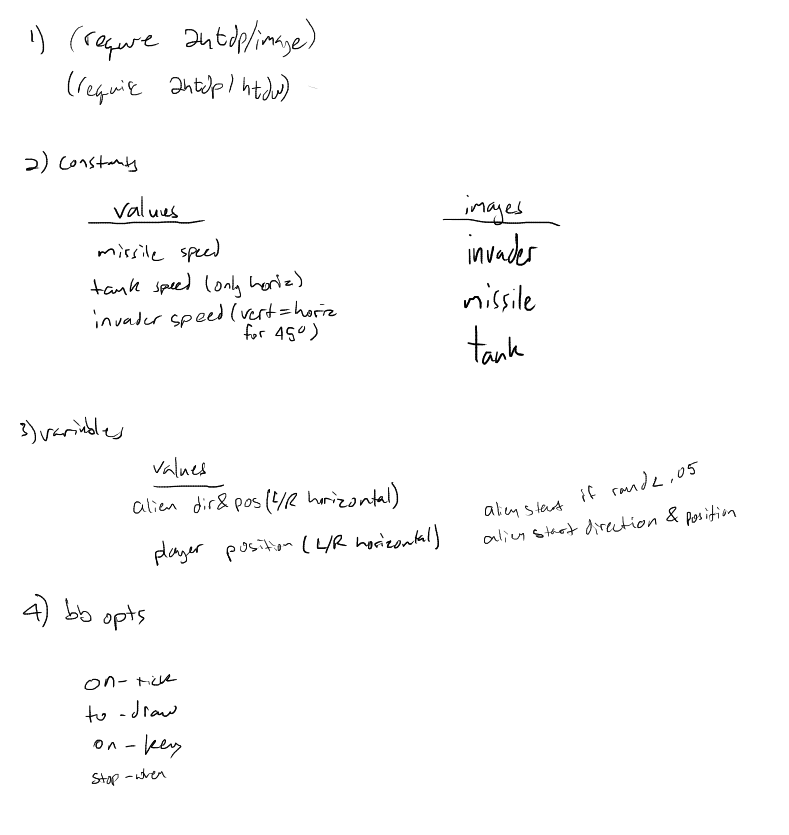 1) (require 2htdp/image)
(require 2htdp/htdw)
2) constants
values
missile speed
tank speed (only horiz)
invader speed (vert=horiz
for 45°)
images
invader
missile
tank
3) variables
values
alien dir & pos (L/R horizontal)
player position (L/R horizontal)
alien start if rand < .05
alien start direction & position
4) bb opts
on-tick
to-draw
on-key
stop-when